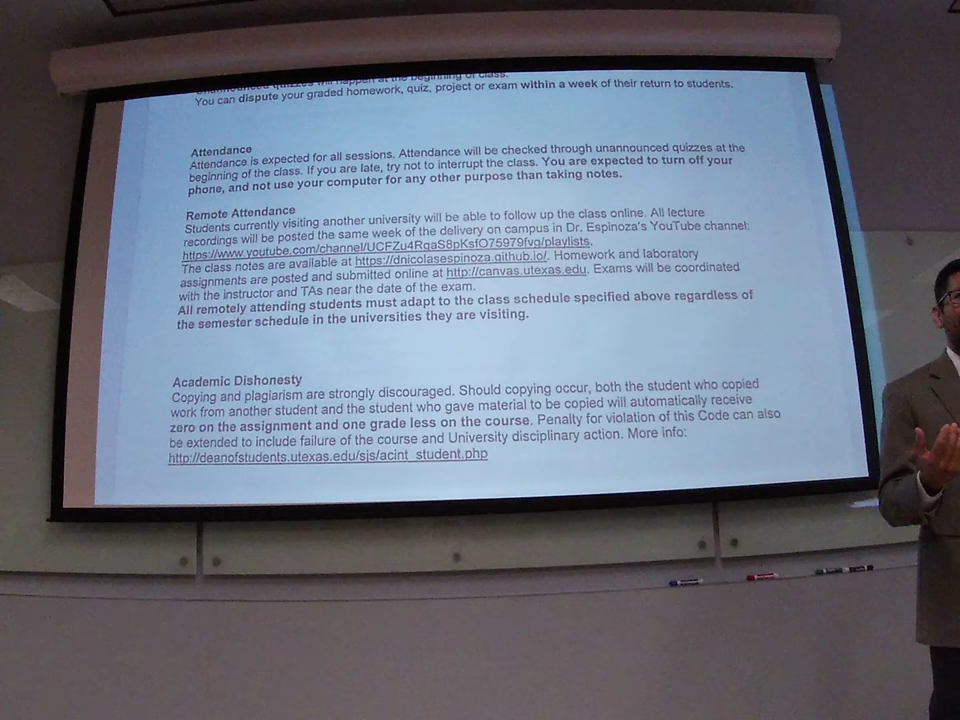 Unannounced quizzes will happen at the beginning of class.
You can dispute your graded homework, quiz, project or exam within a week of their return to students.
Attendance
Attendance is expected for all sessions. Attendance will be checked through unannounced quizzes at the
beginning of the class. If you are late, try not to interrupt the class. You are expected to turn off your
phone, and not use your computer for any other purpose than taking notes.
Remote Attendance
Students currently visiting another university will be able to follow up the class online. All lecture
recordings will be posted the same week of the delivery on campus in Dr. Espinoza's YouTube channel:
https://www.youtube.com/channel/UCFZu4RqaS8pKsfO75979fvg/playlists.
The class notes are available at https://dnicolasespinoza.github.io/. Homework and laboratory
assignments are posted and submitted online at http://canvas.utexas.edu. Exams will be coordinated
with the instructor and TAs near the date of the exam.
All remotely attending students must adapt to the class schedule specified above regardless of
the semester schedule in the universities they are visiting.
Academic Dishonesty
Copying and plagiarism are strongly discouraged. Should copying occur, both the student who copied
work from another student and the student who gave material to be copied will automatically receive
zero on the assignment and one grade less on the course. Penalty for violation of this Code can also
be extended to include failure of the course and University disciplinary action. More info:
http://deanofstudents.utexas.edu/sjs/acint_student.php